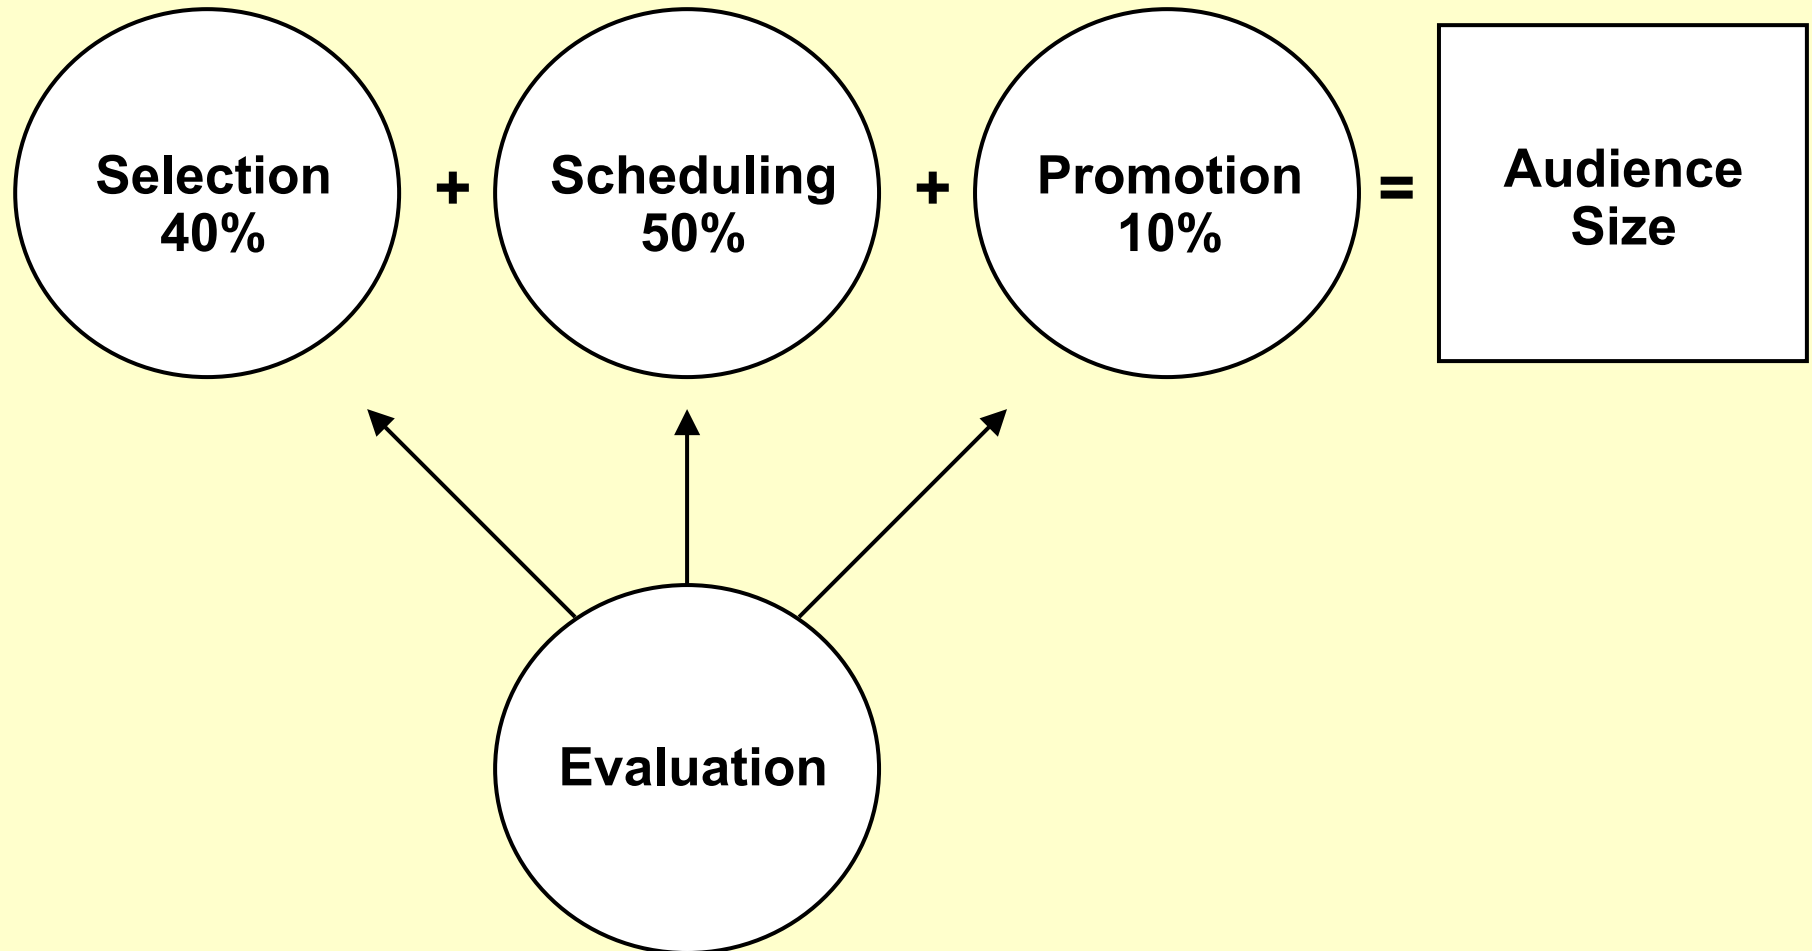 Selection
40%
+
Scheduling
50%
+
Promotion
10%
=
Audience
Size
Evaluation